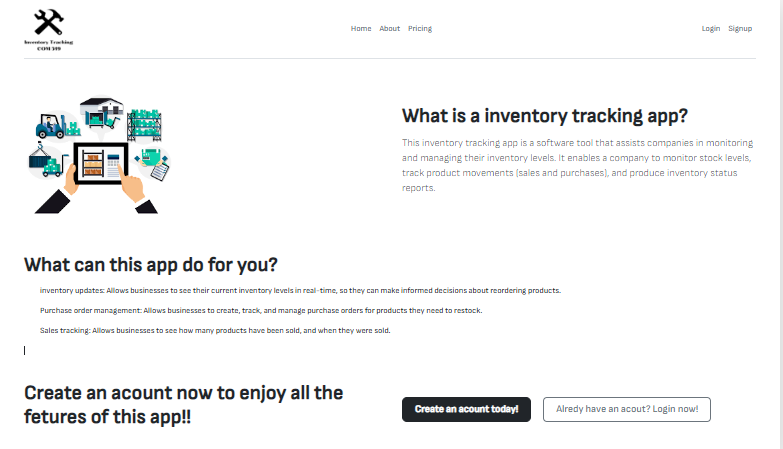 Inventory Tracking
COM 519
Home About Pricing
Login Signup
What is a inventory tracking app?
This inventory tracking app is a software tool that assists companies in monitoring
and managing their inventory levels. It enables a company to monitor stock levels,
track product movements (sales and purchases), and produce inventory status
reports.
What can this app do for you?
inventory updates: Allows businesses to see their current inventory levels in real-time, so they can make informed decisions about reordering products.
Purchase order management: Allows businesses to create, track, and manage purchase orders for products they need to restock.
Sales tracking: Allows businesses to see how many products have been sold, and when they were sold.
Create an acount now to enjoy all the
fetures of this app!!
Create an acount today!
Alredy have an acout? Login now!